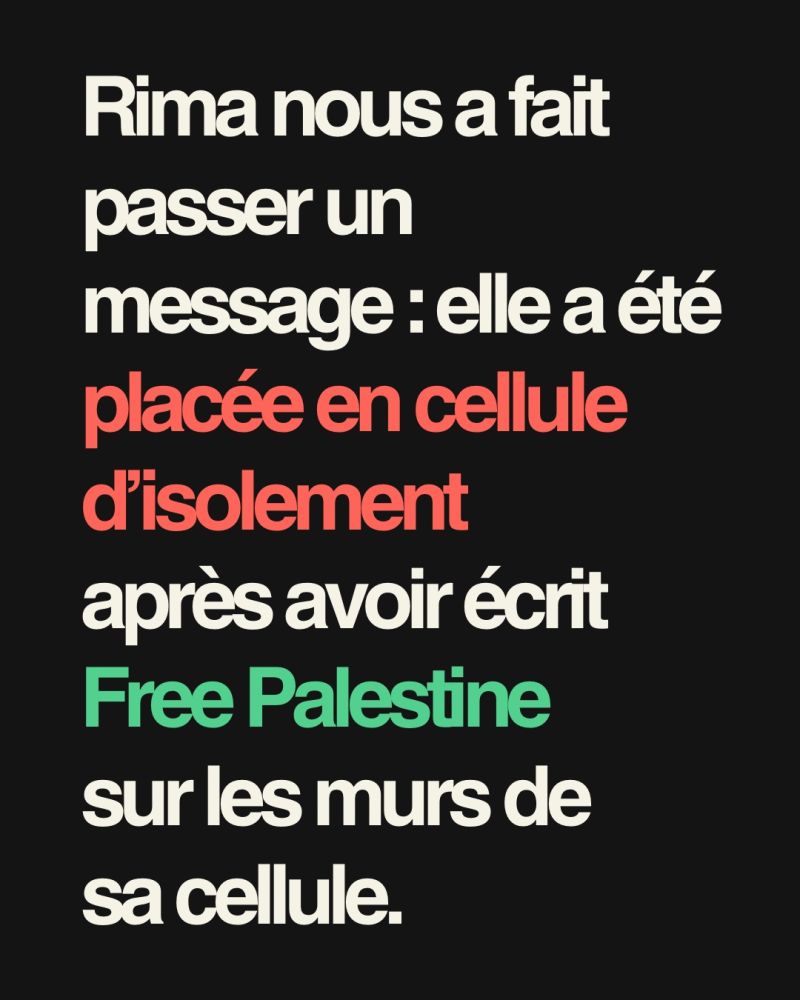 Rima nous a fait
passer un
message : elle a été
placée en cellule
d’isolement
après avoir écrit
Free Palestine
sur les murs de
sa cellule.